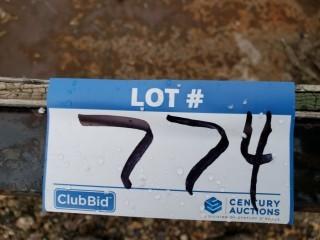 LOT #
774
ClubBid
CENTURY
AUCTIONS